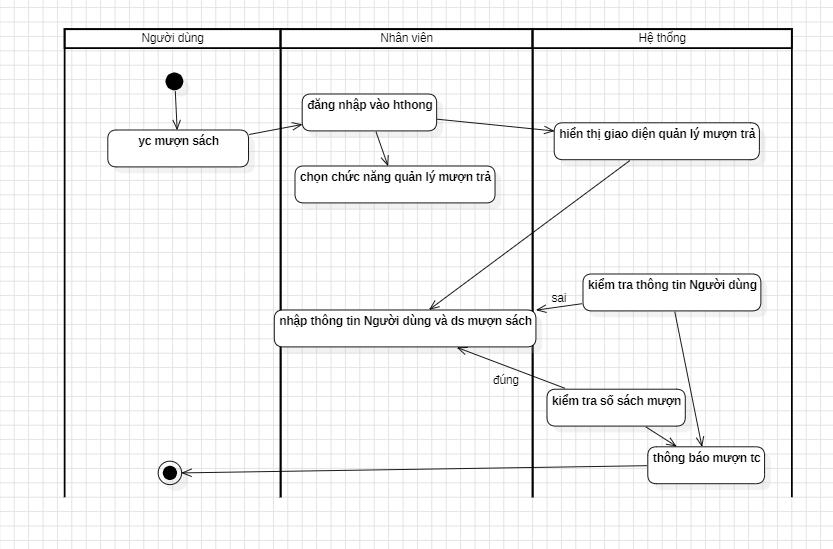 Người dùng
Nhân viên
Hệ thống
đăng nhập vào hthong
yc mượn sách
hiển thị giao diện quản lý mượn trả
chọn chức năng quản lý mượn trả
kiểm tra thông tin Người dùng
sai
nhập thông tin Người dùng và ds mượn sách
đúng
kiểm tra số sách mượn
thông báo mượn tc